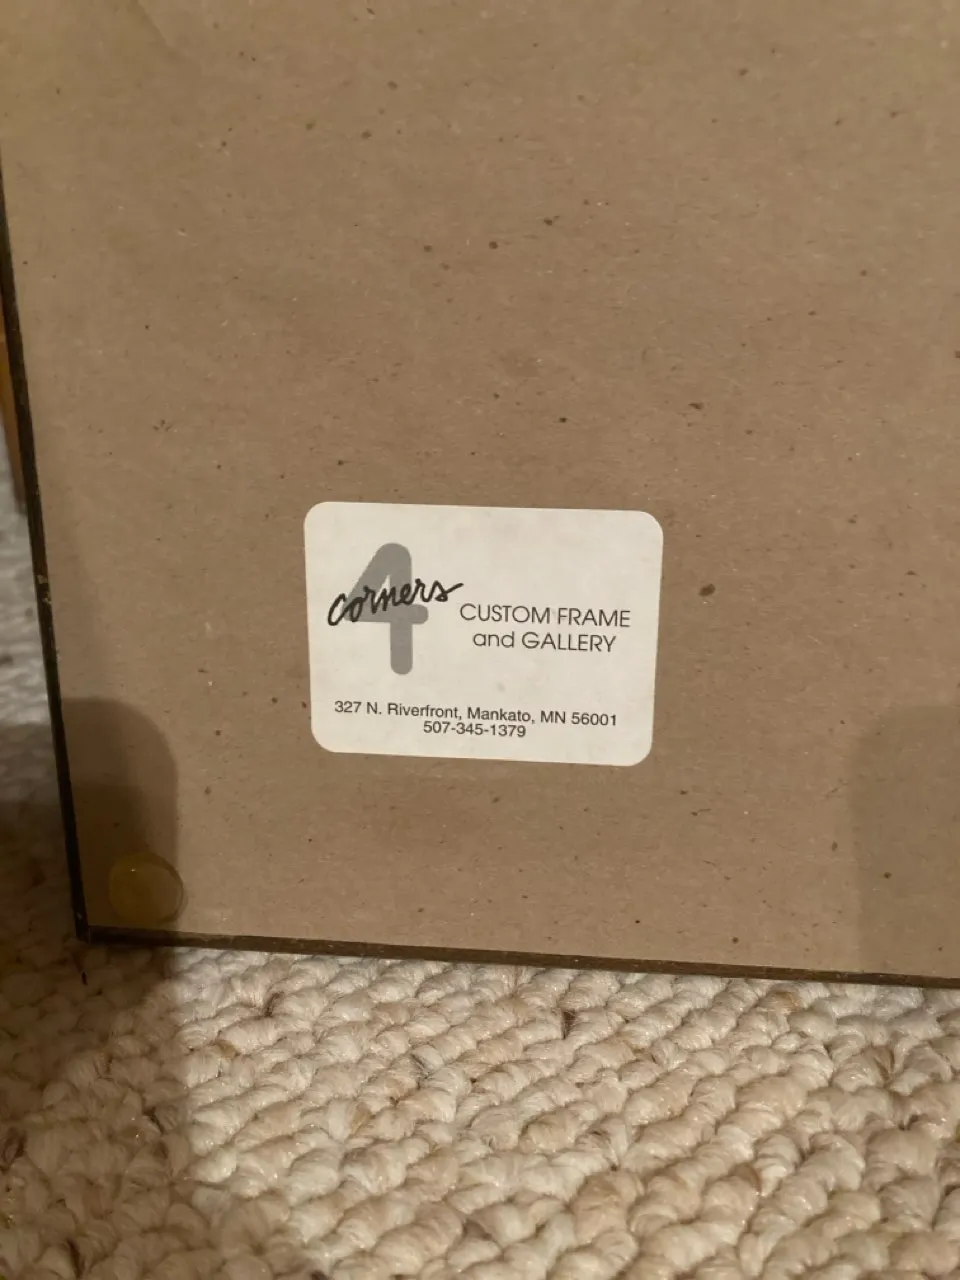 4
corners
CUSTOM FRAME
and GALLERY
327 N. Riverfront, Mankato, MN 56001
507-345-1379